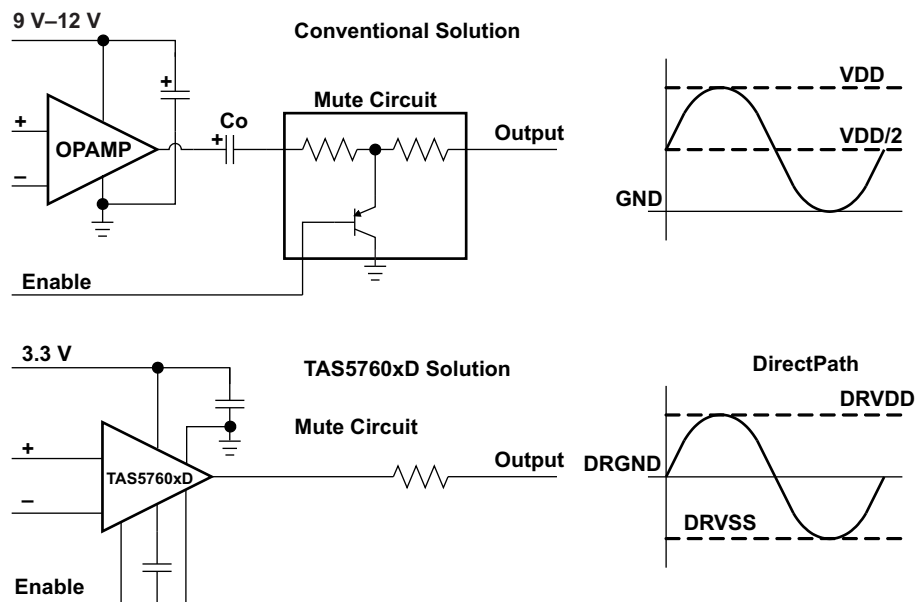 9 V–12 V
Conventional Solution
+
Mute Circuit
VDD
+
OPAMP
–
Co
+
Output
VDD/2
GND
Enable
3.3 V
TAS5760xD Solution
DirectPath
DRVDD
Mute Circuit
+
TAS5760xD
–
Output
DRGND
DRVSS
Enable